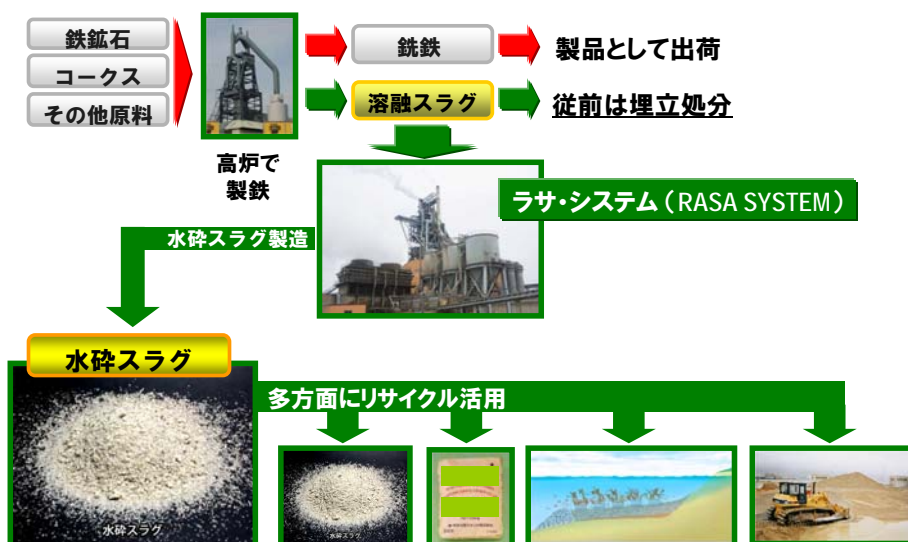 鉄鉱石
コークス
その他原料
高炉で
製鉄
銑鉄
製品として出荷
溶融スラグ
従前は埋立処分
ラサ・システム（RASA SYSTEM）
水砕スラグ製造
水砕スラグ
水砕スラグ
多方面にリサイクル活用
水砕スラグ